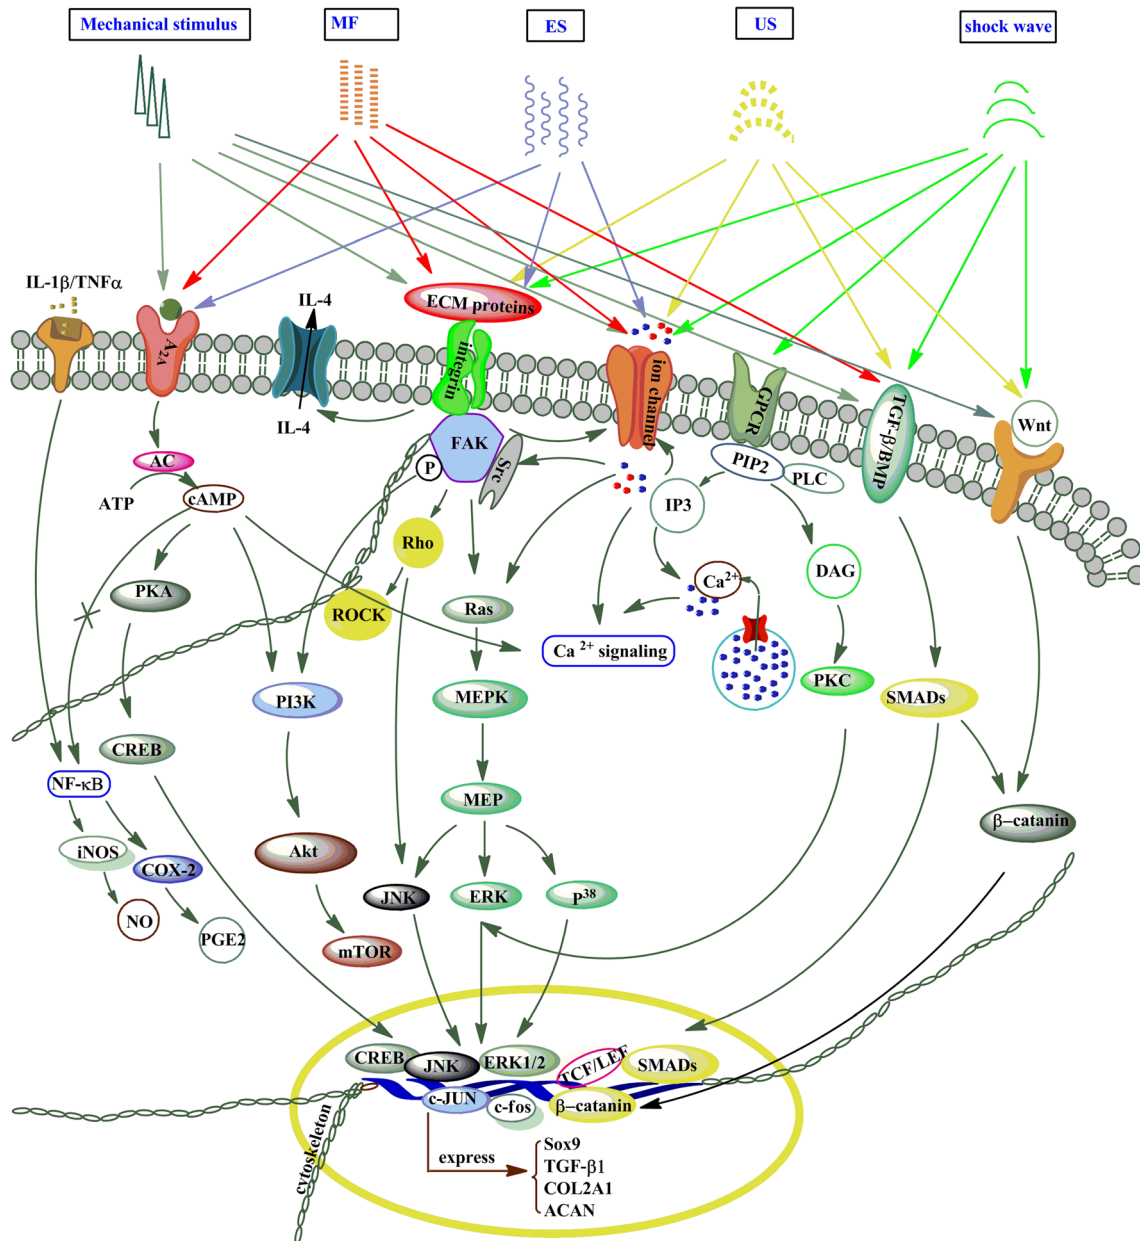 Mechanical stimulus
MF
ES
US
shock wave
IL-1β/TNFα
IL-4
ECM proteins
A2A
integrin
ion channel
GPCR
TGF-β/BMP
Wnt
IL-4
FAK
P
Src
PIP2
PLC
AC
ATP
cAMP
IP3
Rho
DAG
Ca2+
PKA
ROCK
Ras
Ca 2+ signaling
PKC
PI3K
MEPK
SMADs
CREB
NF-κB
MEP
β-catanin
iNOS
COX-2
Akt
JNK
ERK
P38
NO
PGE2
mTOR
CREB
JNK
ERK1/2
TCF/LEF
SMADs
c-JUN
c-fos
β-catanin
cytoskeleton
express
Sox9
TGF-β1
COL2A1
ACAN